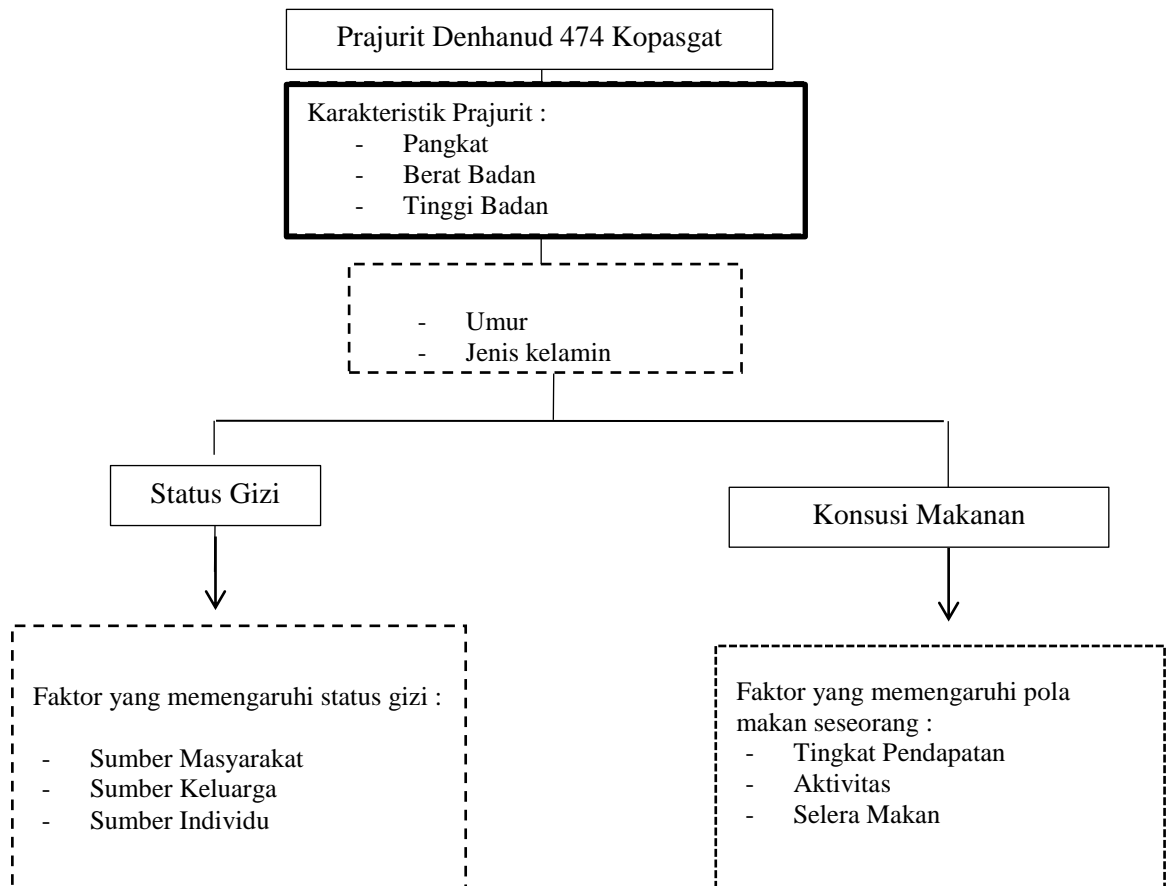 Prajurit Denhanud 474 Kopasgat
Karakteristik Prajurit :
- Pangkat
- Berat Badan
- Tinggi Badan
- Umur
- Jenis kelamin
Status Gizi
Konsusi Makanan
Faktor yang memengaruhi status gizi :
- Sumber Masyarakat
- Sumber Keluarga
- Sumber Individu
Faktor yang memengaruhi pola
makan seseorang :
- Tingkat Pendapatan
- Aktivitas
- Selera Makan